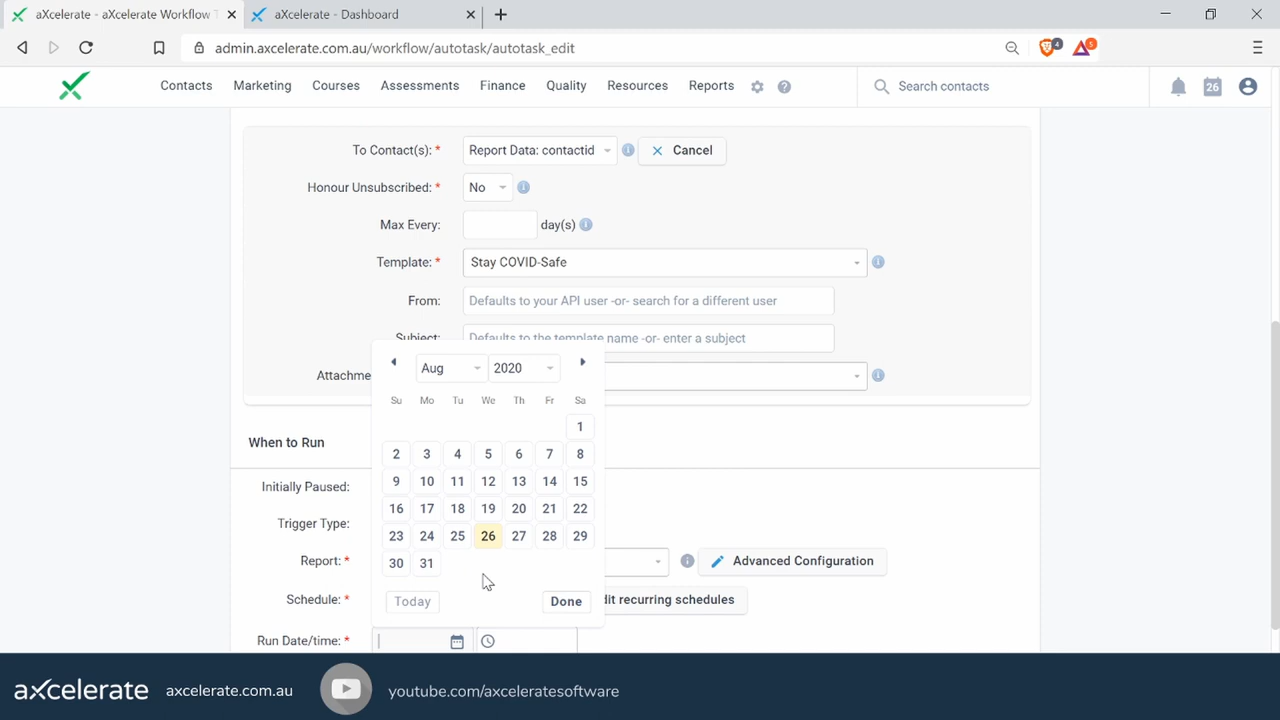 aXcelerate - aXcelerate Workflow T
aXcelerate - Dashboard
admin.axcelerate.com.au/workflow/autotask/autotask_edit
4
5
Contacts Marketing Courses Assessments Finance Quality Resources Reports
Search contacts
26
To Contact(s): * Report Data: contactid Cancel
Honour Unsubscribed: * No
Max Every: day(s)
Template: * Stay COVID-Safe
From: Defaults to your API user -or- search for a different user
Subject: Defaults to the template name -or- enter a subject
Attachme
Aug 2020
Su Mo Tu We Th Fr Sa
1
2 3 4 5 6 7 8
9 10 11 12 13 14 15
16 17 18 19 20 21 22
23 24 25 26 27 28 29
30 31
Today Done
When to Run
Initially Paused:
Trigger Type:
Report: * Advanced Configuration
Schedule: * dit recurring schedules
Run Date/time: *
axcelerate axcelerate.com.au youtube.com/axceleratesoftware